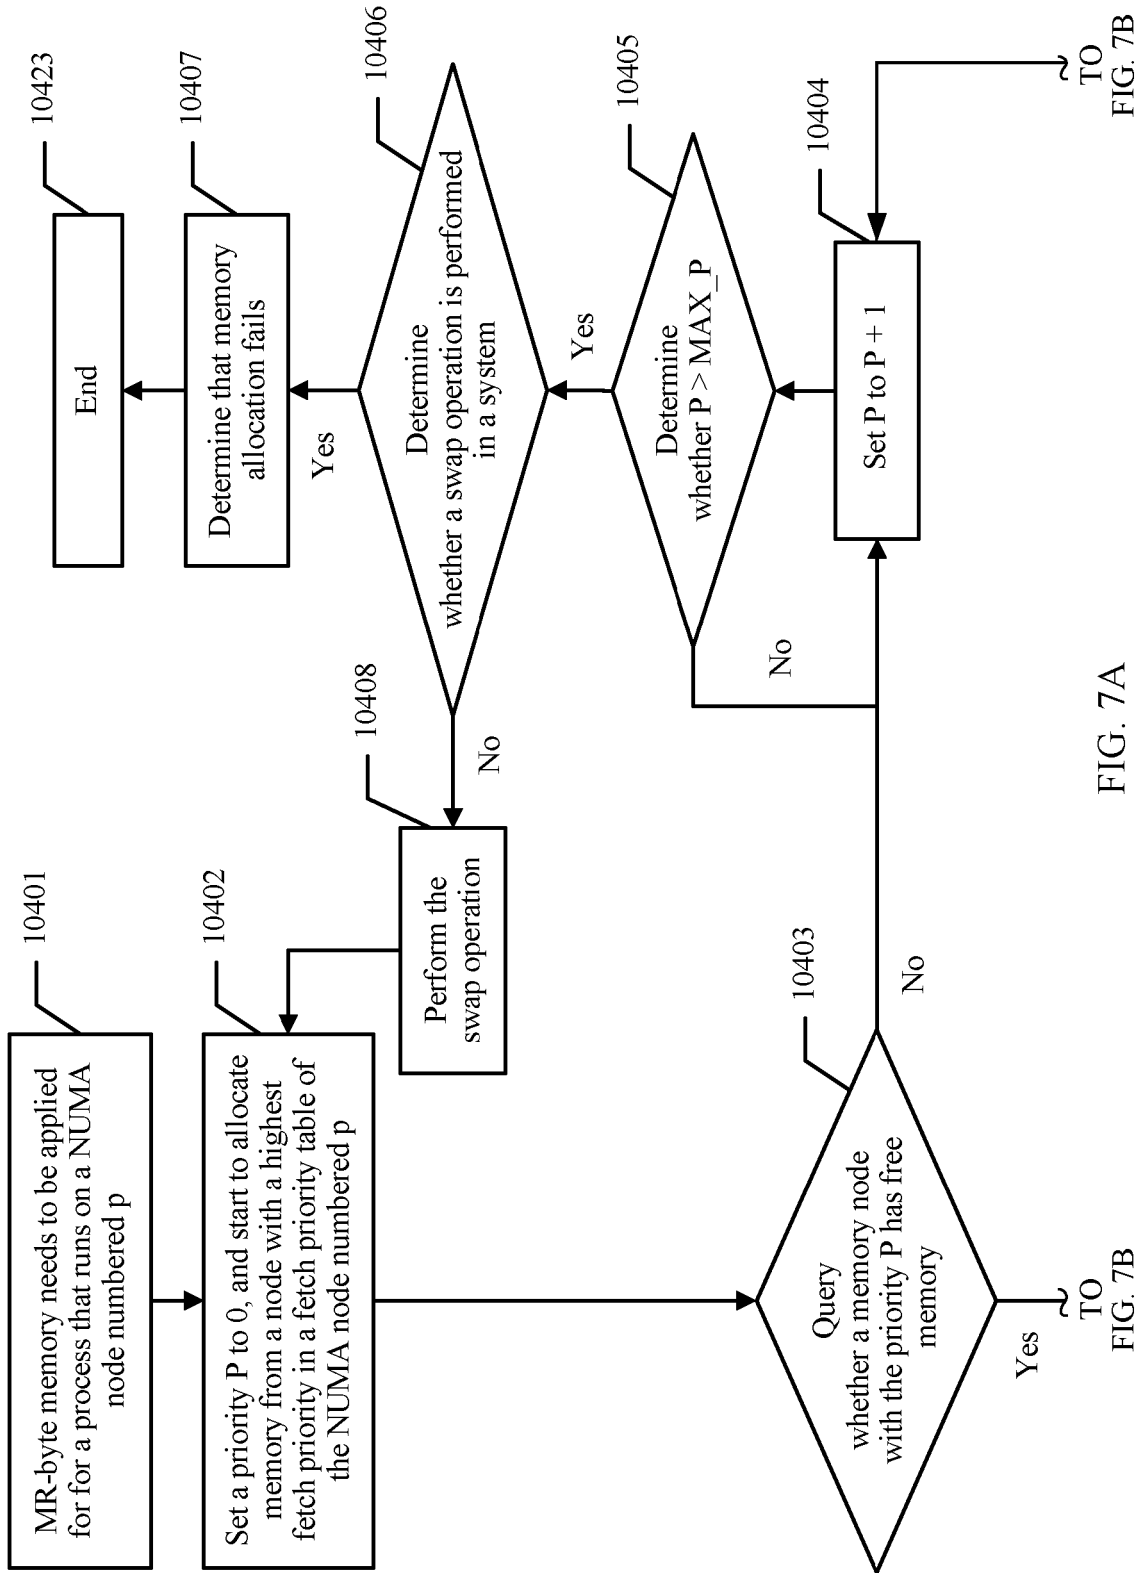 10401
MR-byte memory needs to be applied
for for a process that runs on a NUMA
node numbered p
10402
Set a priority P to 0, and start to allocate
memory from a node with a highest
fetch priority in a fetch priority table of
the NUMA node numbered p
10403
Query
whether a memory node
with the priority P has free
memory
Yes
TO
FIG. 7B
No
10408
Perform the
swap operation
No
10423
End
10407
Determine that memory
allocation fails
Yes
10406
Determine
whether a swap operation is performed
in a system
Yes
10405
Determine
whether P > MAX_P
No
10404
Set P to P + 1
TO
FIG. 7B
FIG. 7A